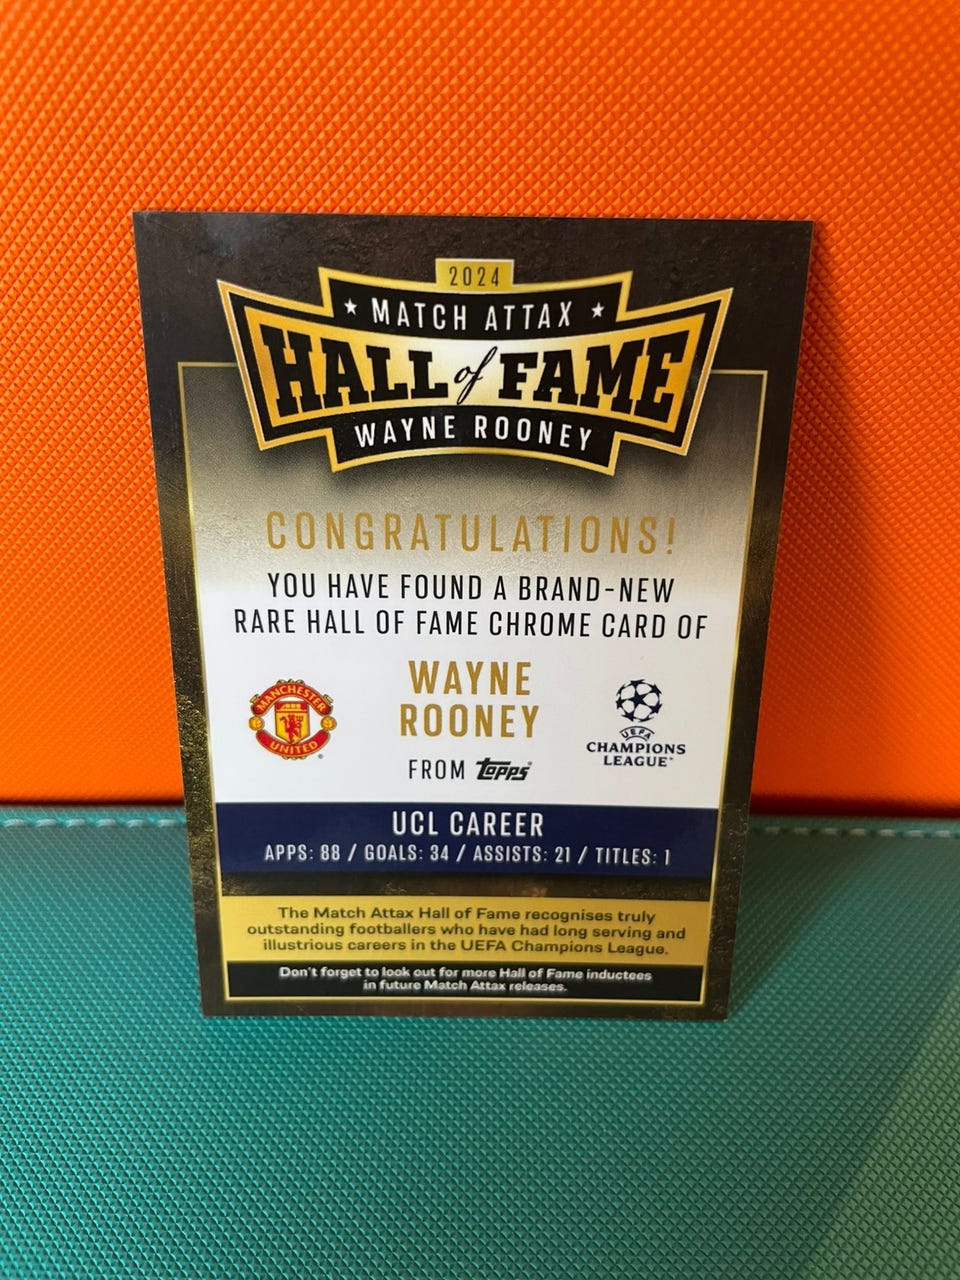 2024
★ MATCH ATTAX ★
HALL of FAME
WAYNE ROONEY
CONGRATULATIONS!
YOU HAVE FOUND A BRAND-NEW
RARE HALL OF FAME CHROME CARD OF
MANCHESTER
UNITED
WAYNE
ROONEY
FROM Topps®
UEFA
CHAMPIONS
LEAGUE™
UCL CAREER
APPS: 88 / GOALS: 34 / ASSISTS: 21 / TITLES: 1
The Match Attax Hall of Fame recognises truly
outstanding footballers who have had long serving and
illustrious careers in the UEFA Champions League.
Don't forget to look out for more Hall of Fame inductees
in future Match Attax releases.